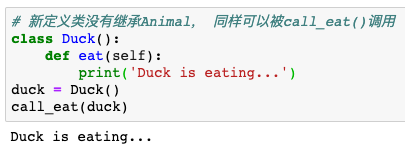 # 新定义类没有继承Animal， 同样可以被call_eat()调用
class Duck():
    def eat(self):
        print('Duck is eating...')
duck = Duck()
call_eat(duck)
Duck is eating...